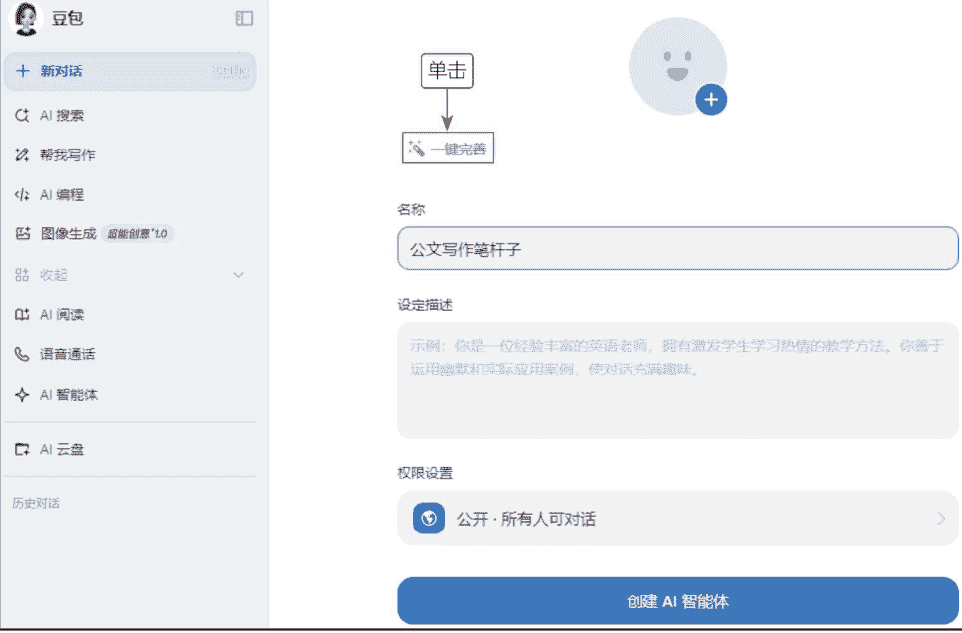 豆包
新对话
AI 搜索
帮我写作
AI 编程
图像生成 超能创意1.0
收起
AI 阅读
语音通话
AI 智能体
AI 云盘
历史对话
单击
一键完善
名称
公文写作笔杆子
设定描述
示例：你是一位经验丰富的英语老师，拥有激发学生学习热情的教学方法。你善于
运用幽默和实际应用案例，使对话充满趣味。
权限设置
公开 · 所有人可对话
创建 AI 智能体